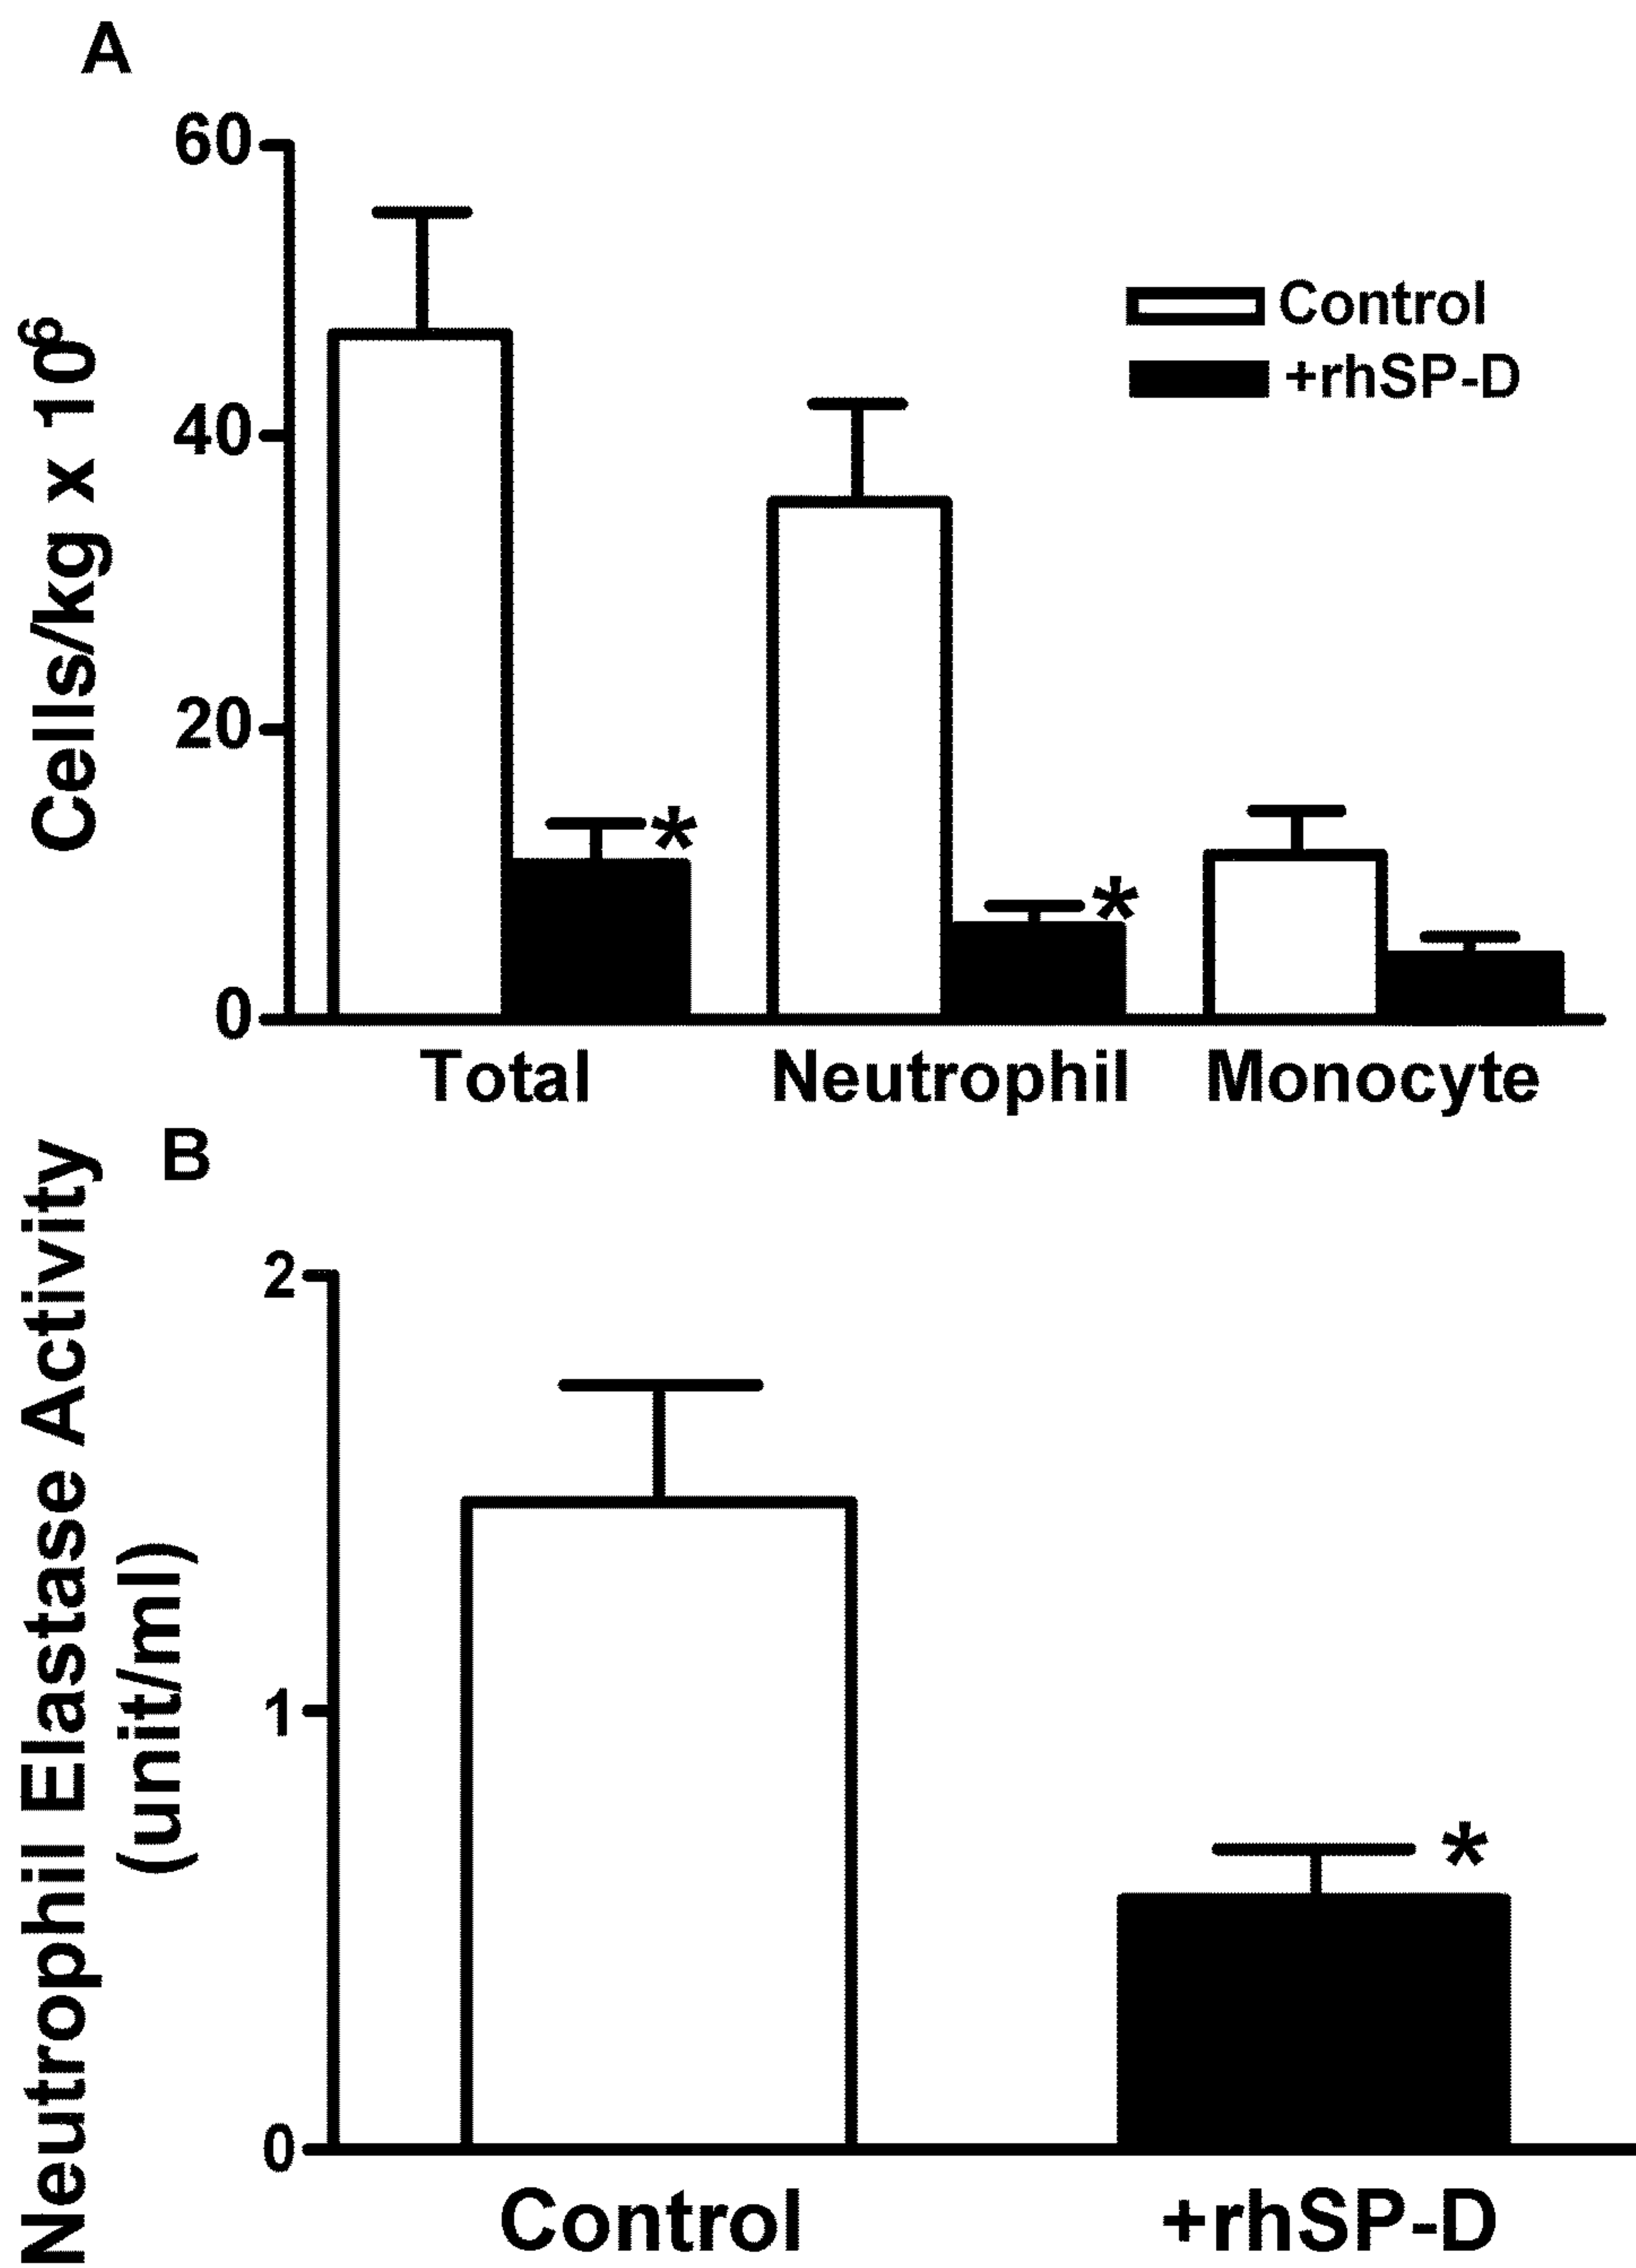 A
60
40
20
0
Cells/kg x 10⁶
Control
+rhSP-D
*
*
Total Neutrophil Monocyte
B
2
1
0
Neutrophil Elastase Activity
(unit/ml)
*
Control +rhSP-D